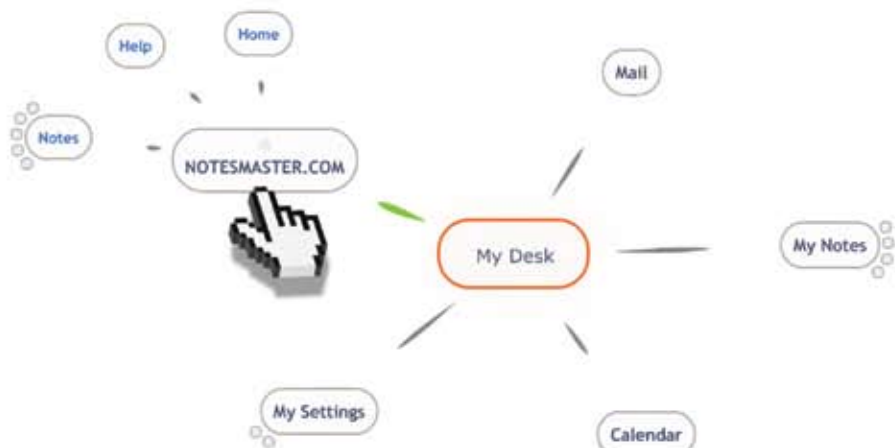 Home
Help
Mail
Notes
NOTESMASTER.COM
My Notes
My Desk
My Settings
Calendar